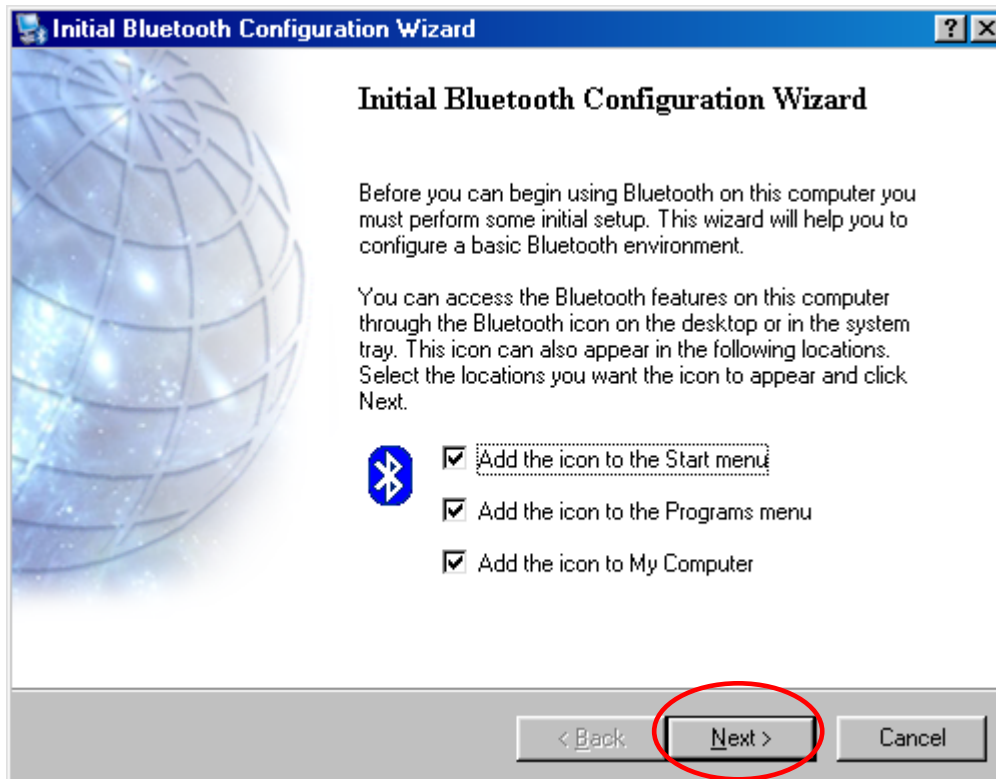 Initial Bluetooth Configuration Wizard
Initial Bluetooth Configuration Wizard
Before you can begin using Bluetooth on this computer you
must perform some initial setup. This wizard will help you to
configure a basic Bluetooth environment.
You can access the Bluetooth features on this computer
through the Bluetooth icon on the desktop or in the system
tray. This icon can also appear in the following locations.
Select the locations you want the icon to appear and click
Next.
Add the icon to the Start menu
Add the icon to the Programs menu
Add the icon to My Computer
< Back Next > Cancel